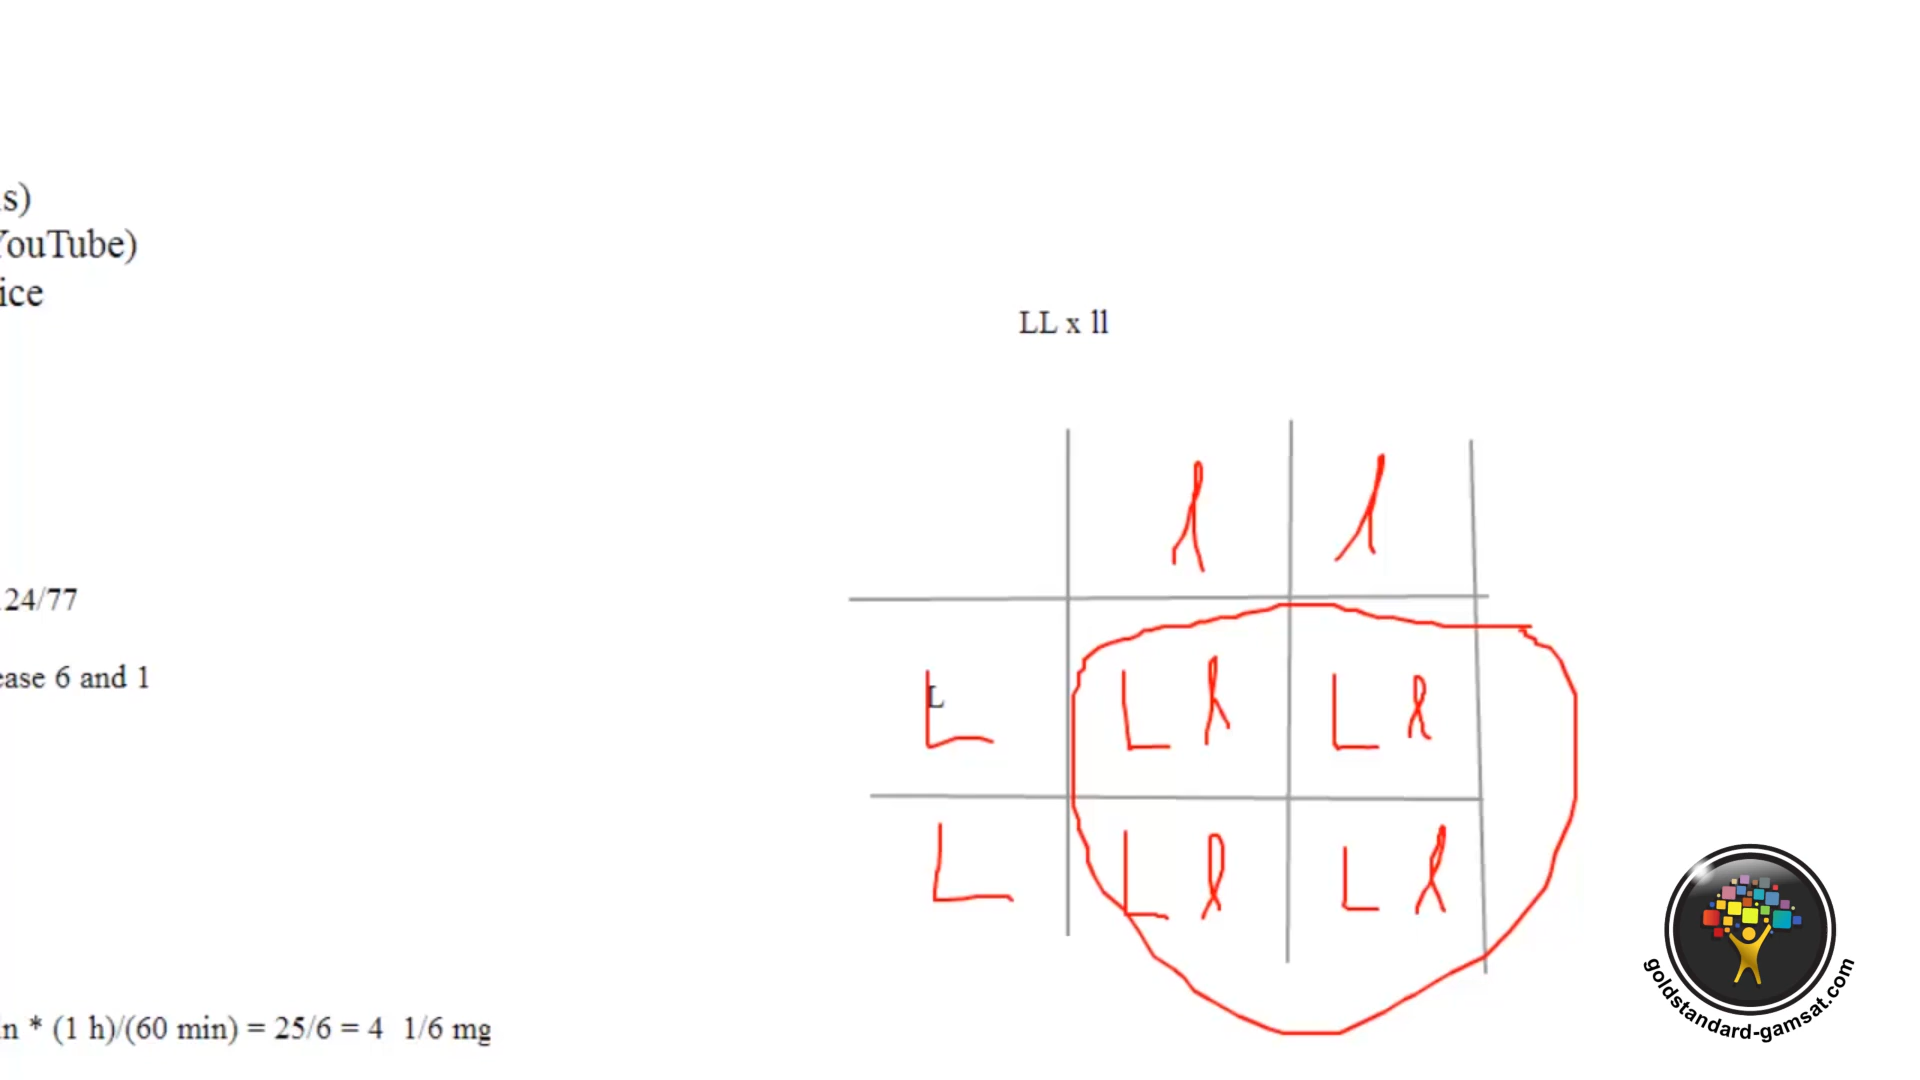 s)
YouTube)
ice
LL x ll
l l
24/77
ease 6 and 1
L
L L l L l
L L l L l
n * (1 h)/(60 min) = 25/6 = 4 1/6 mg
goldstandard-gamsat.com